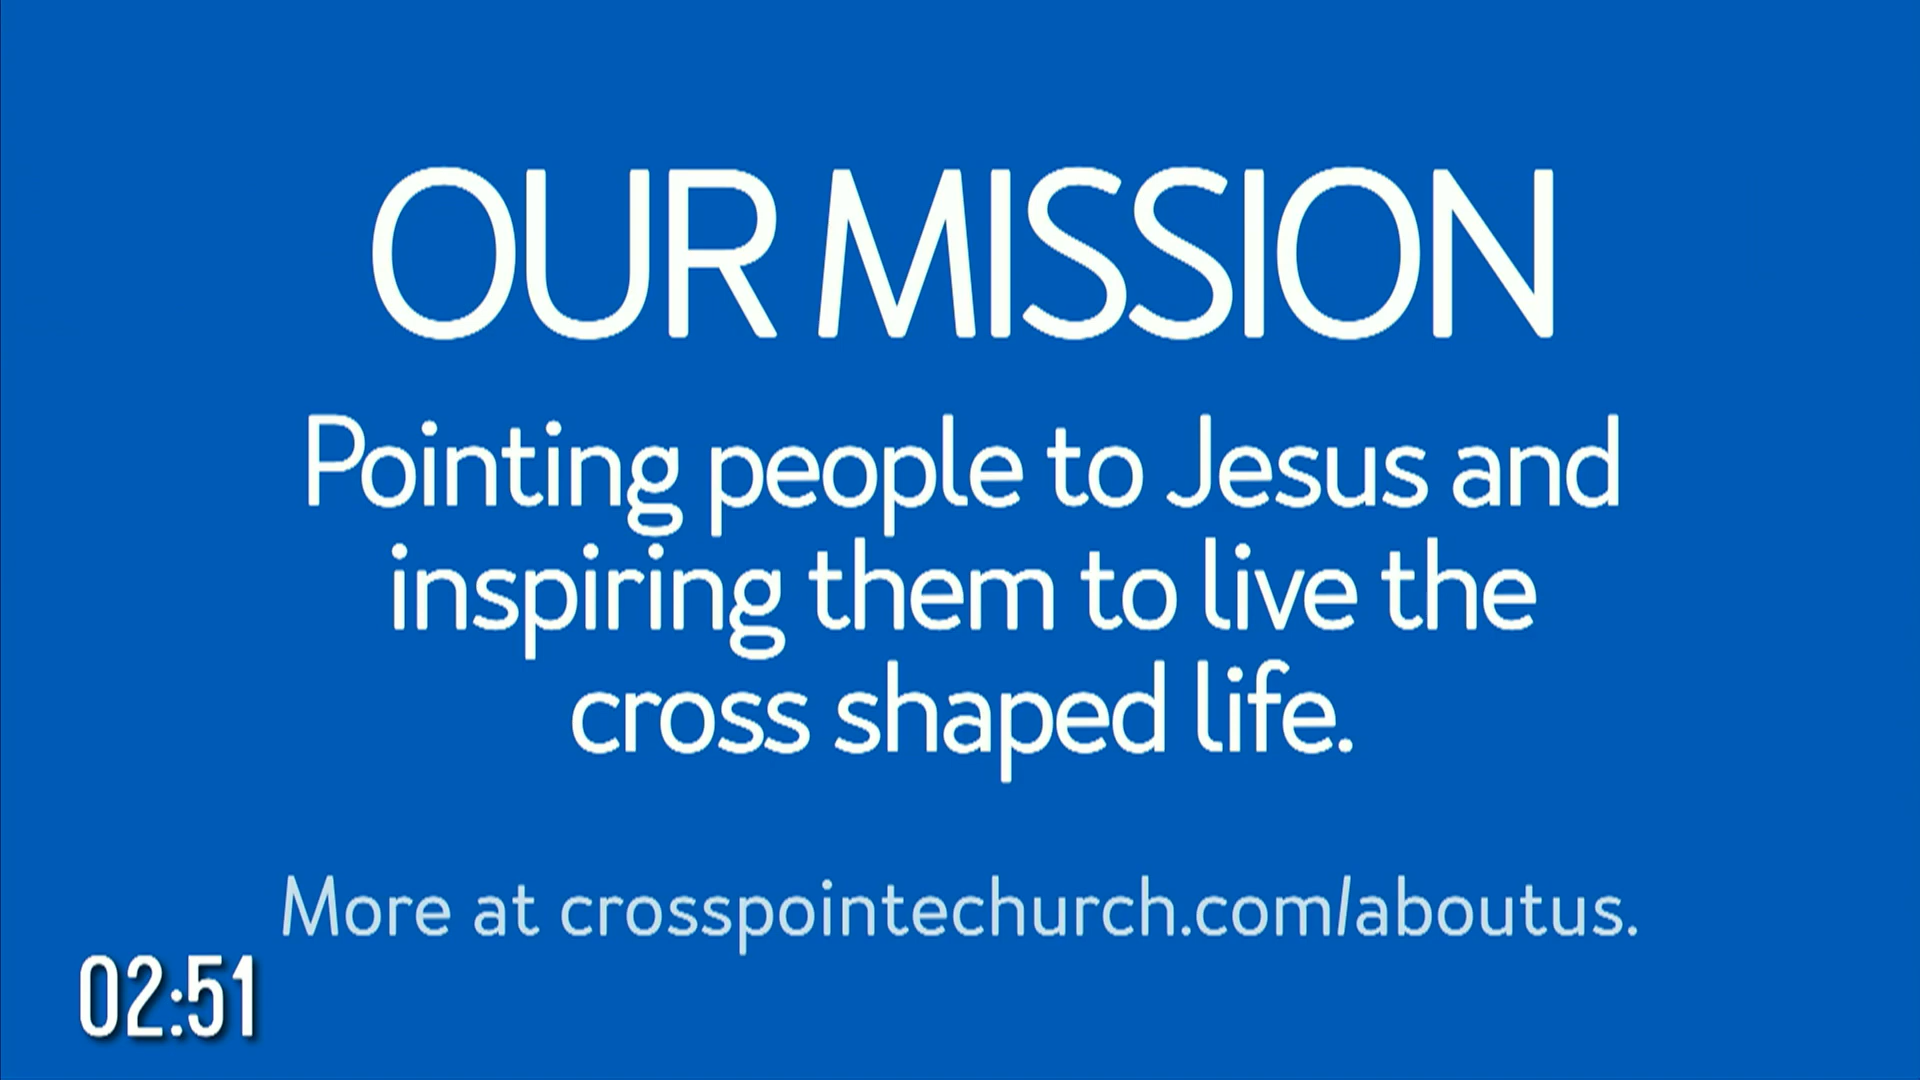 OUR MISSION
Pointing people to Jesus and
inspiring them to live the
cross shaped life.
More at crosspointechurch.com/aboutus.
02:51